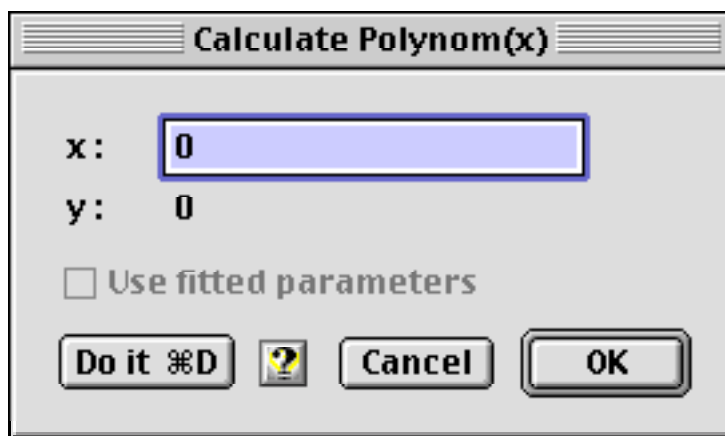 Calculate Polynom(x)
x: 0
y: 0
Use fitted parameters
Do it ⌘D ? Cancel OK